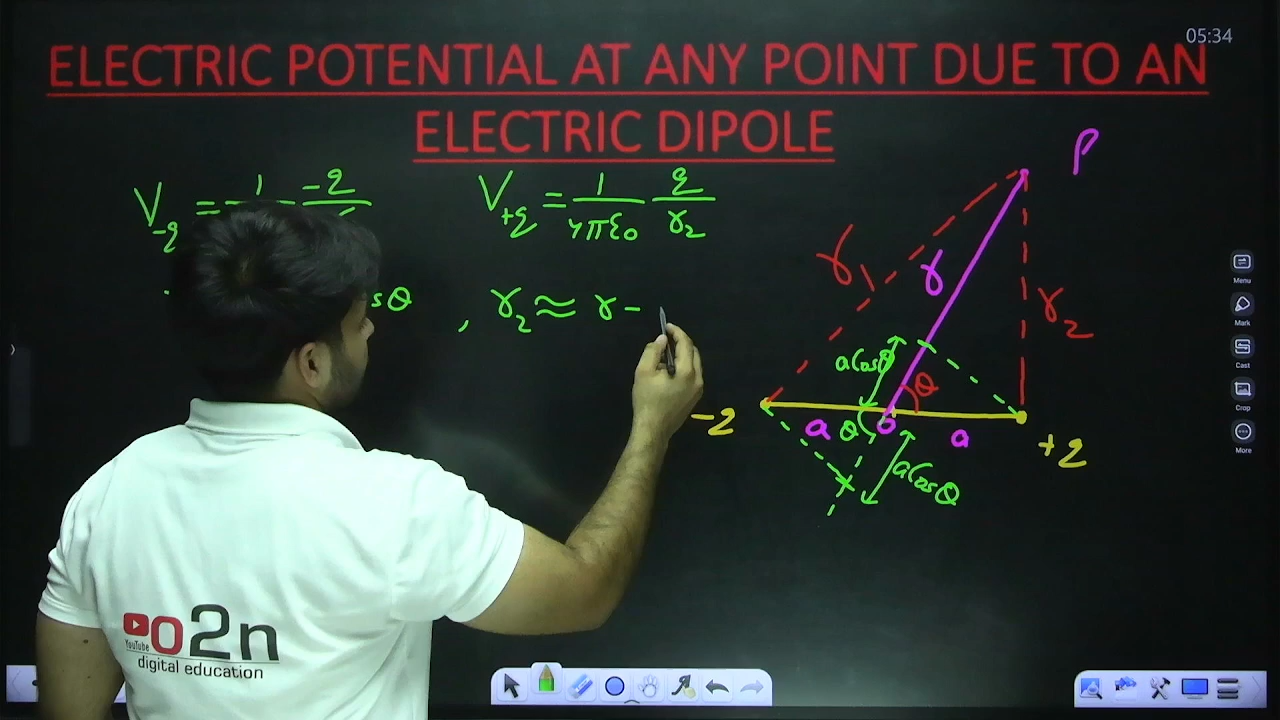 05:34
ELECTRIC POTENTIAL AT ANY POINT DUE TO AN
ELECTRIC DIPOLE
V-q = 1 -q
V+q = 1/4πε0 q/r2
sθ , r2 ≈ r -
P
r1
r
r2
a cosθ
θ
-q
a
θ
O
a
+q
a cosθ
Menu
Mark
Cast
Crop
More
YouTube
o2n
digital education